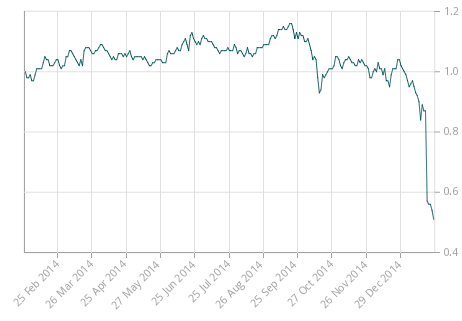 1.2
1.0
0.8
0.6
0.4
25 Feb 2014
26 Mar 2014
25 Apr 2014
27 May 2014
25 Jun 2014
25 Jul 2014
26 Aug 2014
25 Sep 2014
27 Oct 2014
26 Nov 2014
29 Dec 2014